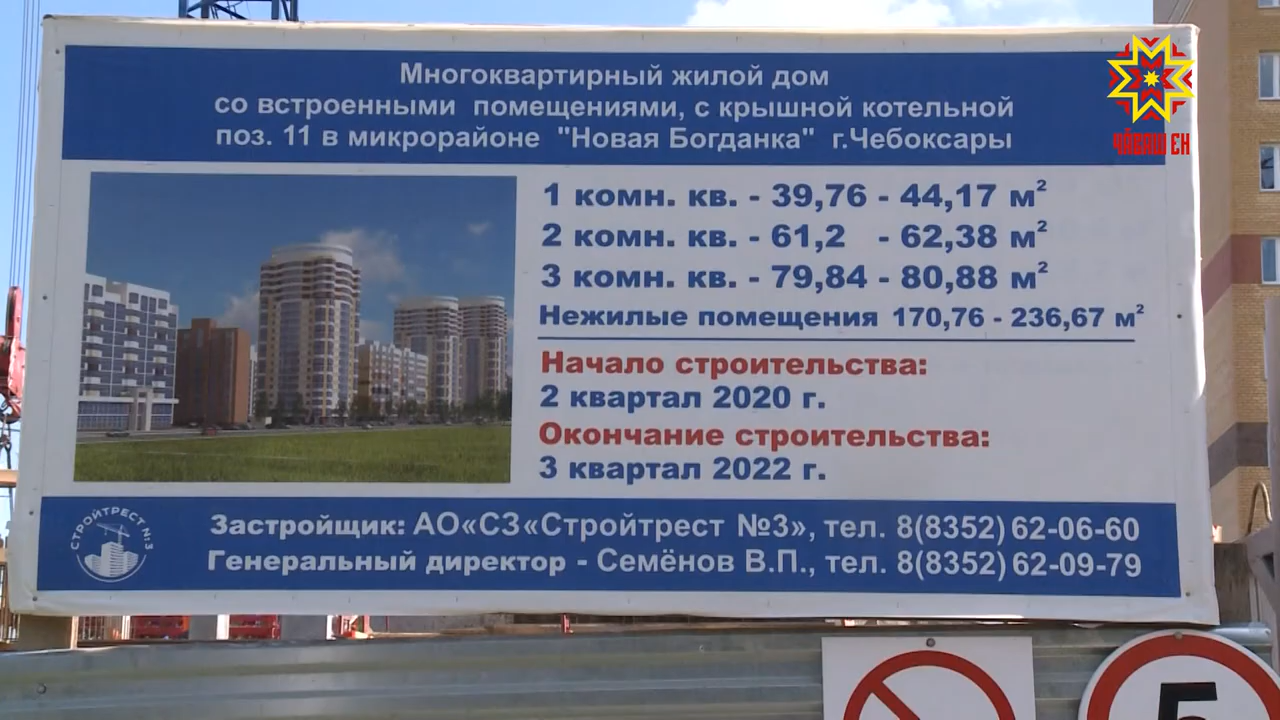 Многоквартирный жилой дом
со встроенными помещениями, с крышной котельной
поз. 11 в микрорайоне "Новая Богданка" г.Чебоксары
ЧӐВАШ ЕН
1 комн. кв. - 39,76 - 44,17 м²
2 комн. кв. - 61,2 - 62,38 м²
3 комн. кв. - 79,84 - 80,88 м²
Нежилые помещения 170,76 - 236,67 м²
Начало строительства:
2 квартал 2020 г.
Окончание строительства:
3 квартал 2022 г.
СТРОЙТРЕСТ №3
Застройщик: АО«СЗ«Стройтрест №3», тел. 8(8352) 62-06-60
Генеральный директор - Семёнов В.П., тел. 8(8352) 62-09-79
5